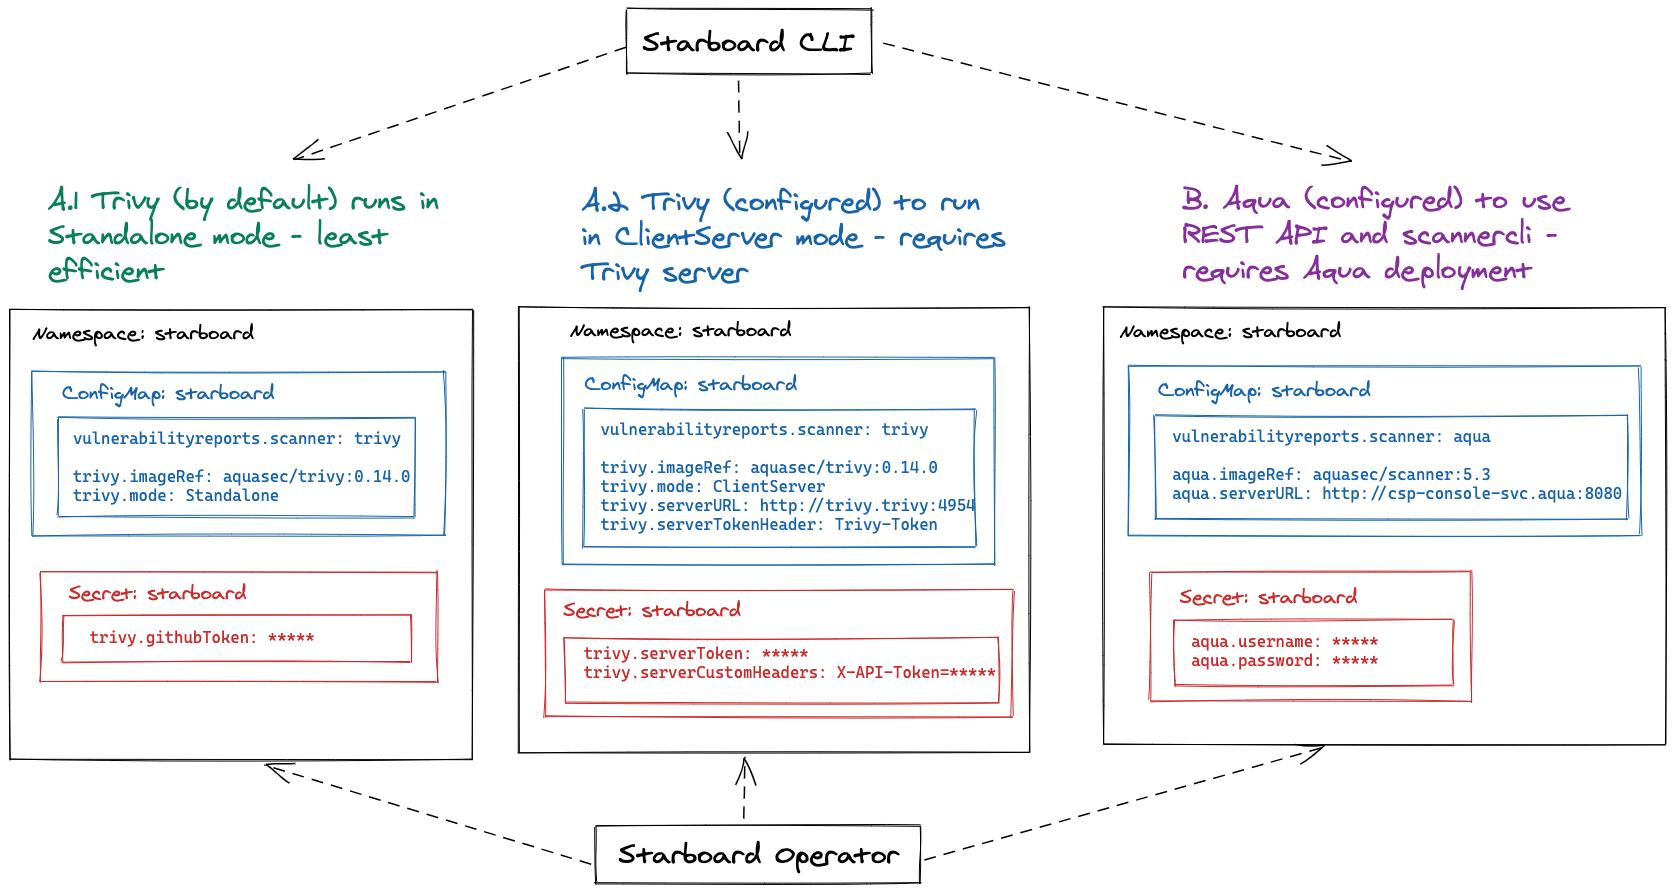 Starboard CLI
A.1 Trivy (by default) runs in
Standalone mode - least
efficient
Namespace: starboard
ConfigMap: starboard
vulnerabilityreports.scanner: trivy
trivy.imageRef: aquasec/trivy:0.14.0
trivy.mode: Standalone
Secret: starboard
trivy.githubToken: *****
A.2 Trivy (configured) to run
in ClientServer mode - requires
Trivy server
Namespace: starboard
ConfigMap: starboard
vulnerabilityreports.scanner: trivy
trivy.imageRef: aquasec/trivy:0.14.0
trivy.mode: ClientServer
trivy.serverURL: http://trivy.trivy:4954
trivy.serverTokenHeader: Trivy-Token
Secret: starboard
trivy.serverToken: *****
trivy.serverCustomHeaders: X-API-Token=*****
B. Aqua (configured) to use
REST API and scannercli -
requires Aqua deployment
Namespace: starboard
ConfigMap: starboard
vulnerabilityreports.scanner: aqua
aqua.imageRef: aquasec/scanner:5.3
aqua.serverURL: http://csp-console-svc.aqua:8080
Secret: starboard
aqua.username: *****
aqua.password: *****
Starboard Operator